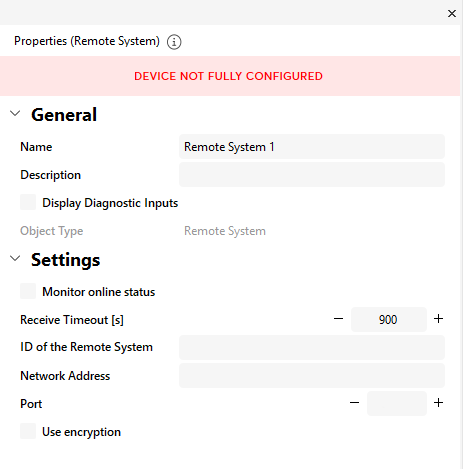 Properties (Remote System)
DEVICE NOT FULLY CONFIGURED
General
Name Remote System 1
Description
Display Diagnostic Inputs
Object Type Remote System
Settings
Monitor online status
Receive Timeout [s] − 900 +
ID of the Remote System
Network Address
Port − +
Use encryption